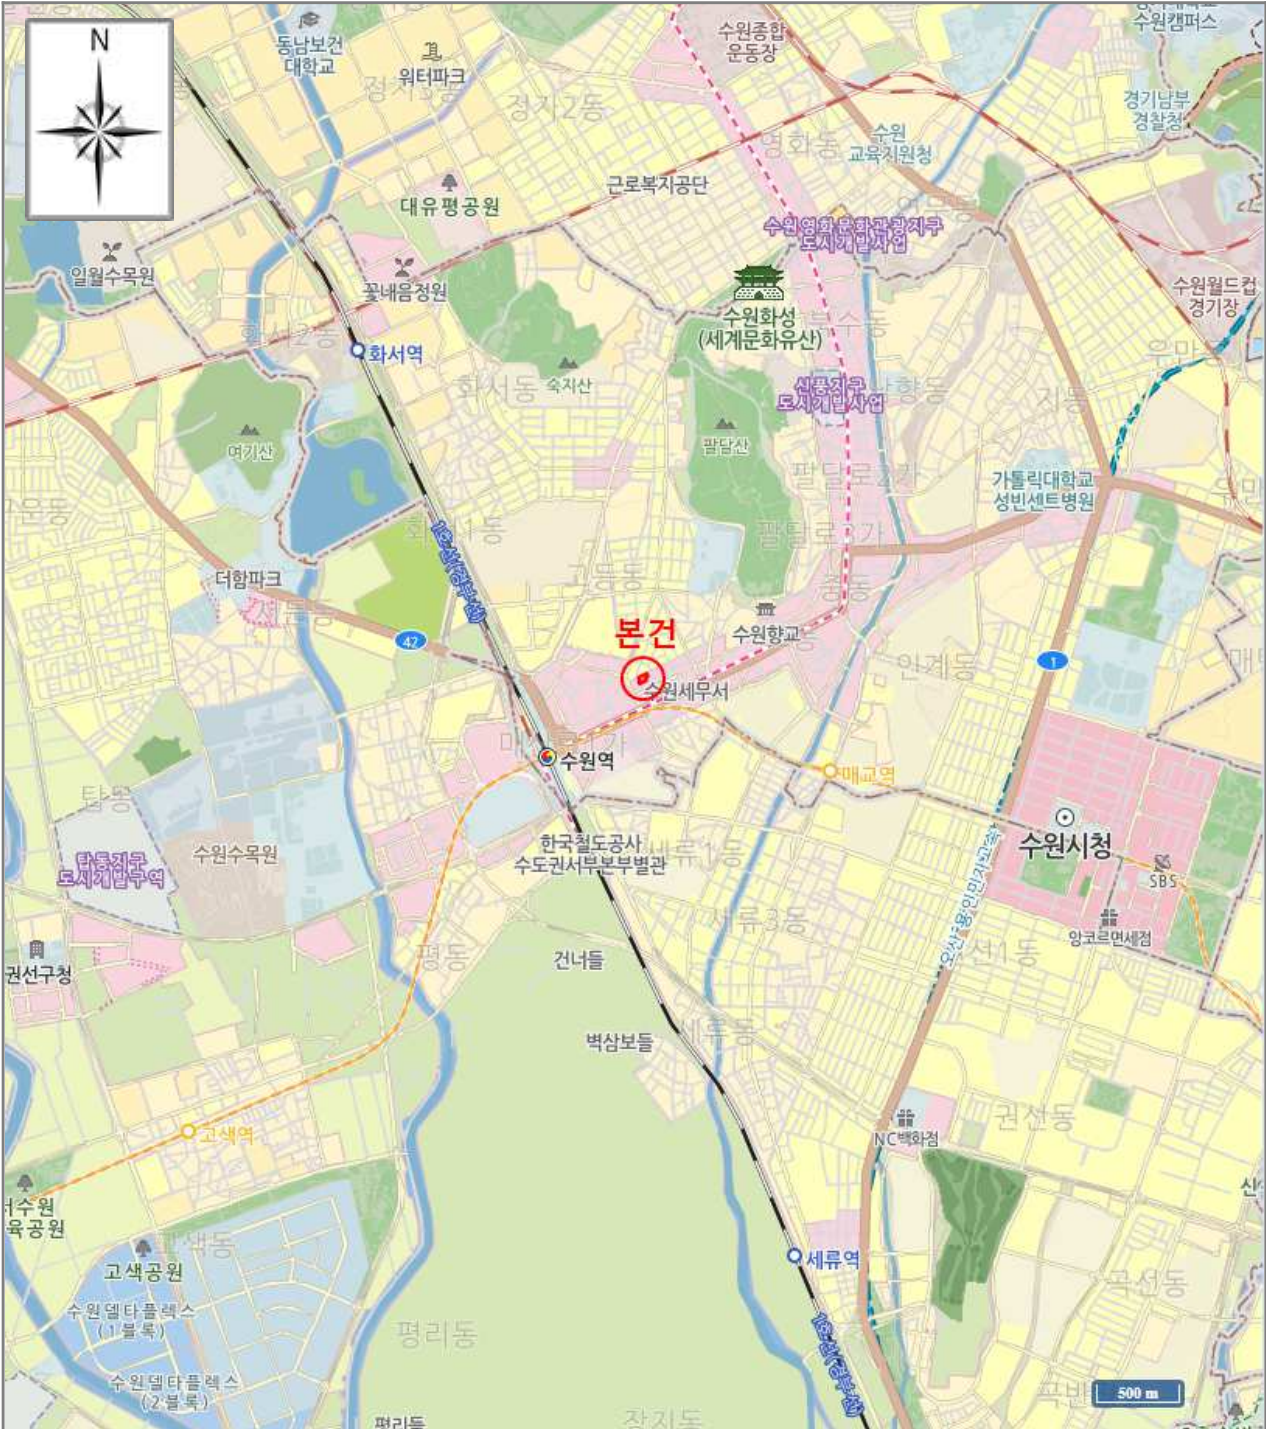 N
동남보건
대학교
워터파크
정자3동
정자2동
수원종합
운동장
수원캠퍼스
경기남부
경찰청
영화동
수원
교육지원청
근로복지공단
대유평공원
연무동
수원영화문화관광지구
도시개발사업
일월수목원
꽃내음정원
수원월드컵
경기장
수원화성
(세계문화유산)
화서2동
화서역
우만
화서동
숙지산
신풍지구
도시개발사업
지동
여기산
팔달산
팔달로2가
가톨릭대학교
성빈센트병원
화서1동
고등동
중동
더함파크
서둔동
42
본건
수원향교
수원세무서
인계동
1
수원역
매교역
탑동
수원시청
한국철도공사
수도권서부본부별관
세류1동
수원수목원
탑동지구
도시개발구역
SBS
세류3동
앙코르면세점
권선구청
평동
건너들
선1동
벽삼보들
세류동
고색역
NC백화점
권선동
고색동
고색공원
세류역
곡선동
수원델타플렉스
(1블록)
평리동
수원델타플렉스
(2블록)
500 m
평리들
장지동